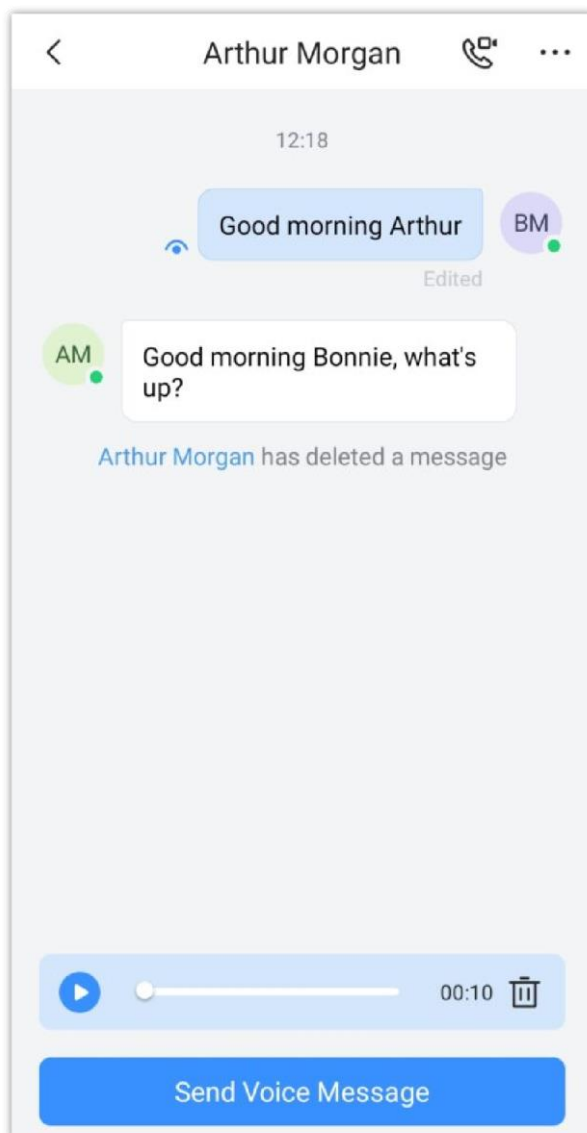 Arthur Morgan
12:18
Good morning Arthur
BM
Edited
AM
Good morning Bonnie, what's
up?
Arthur Morgan has deleted a message
00:10
Send Voice Message